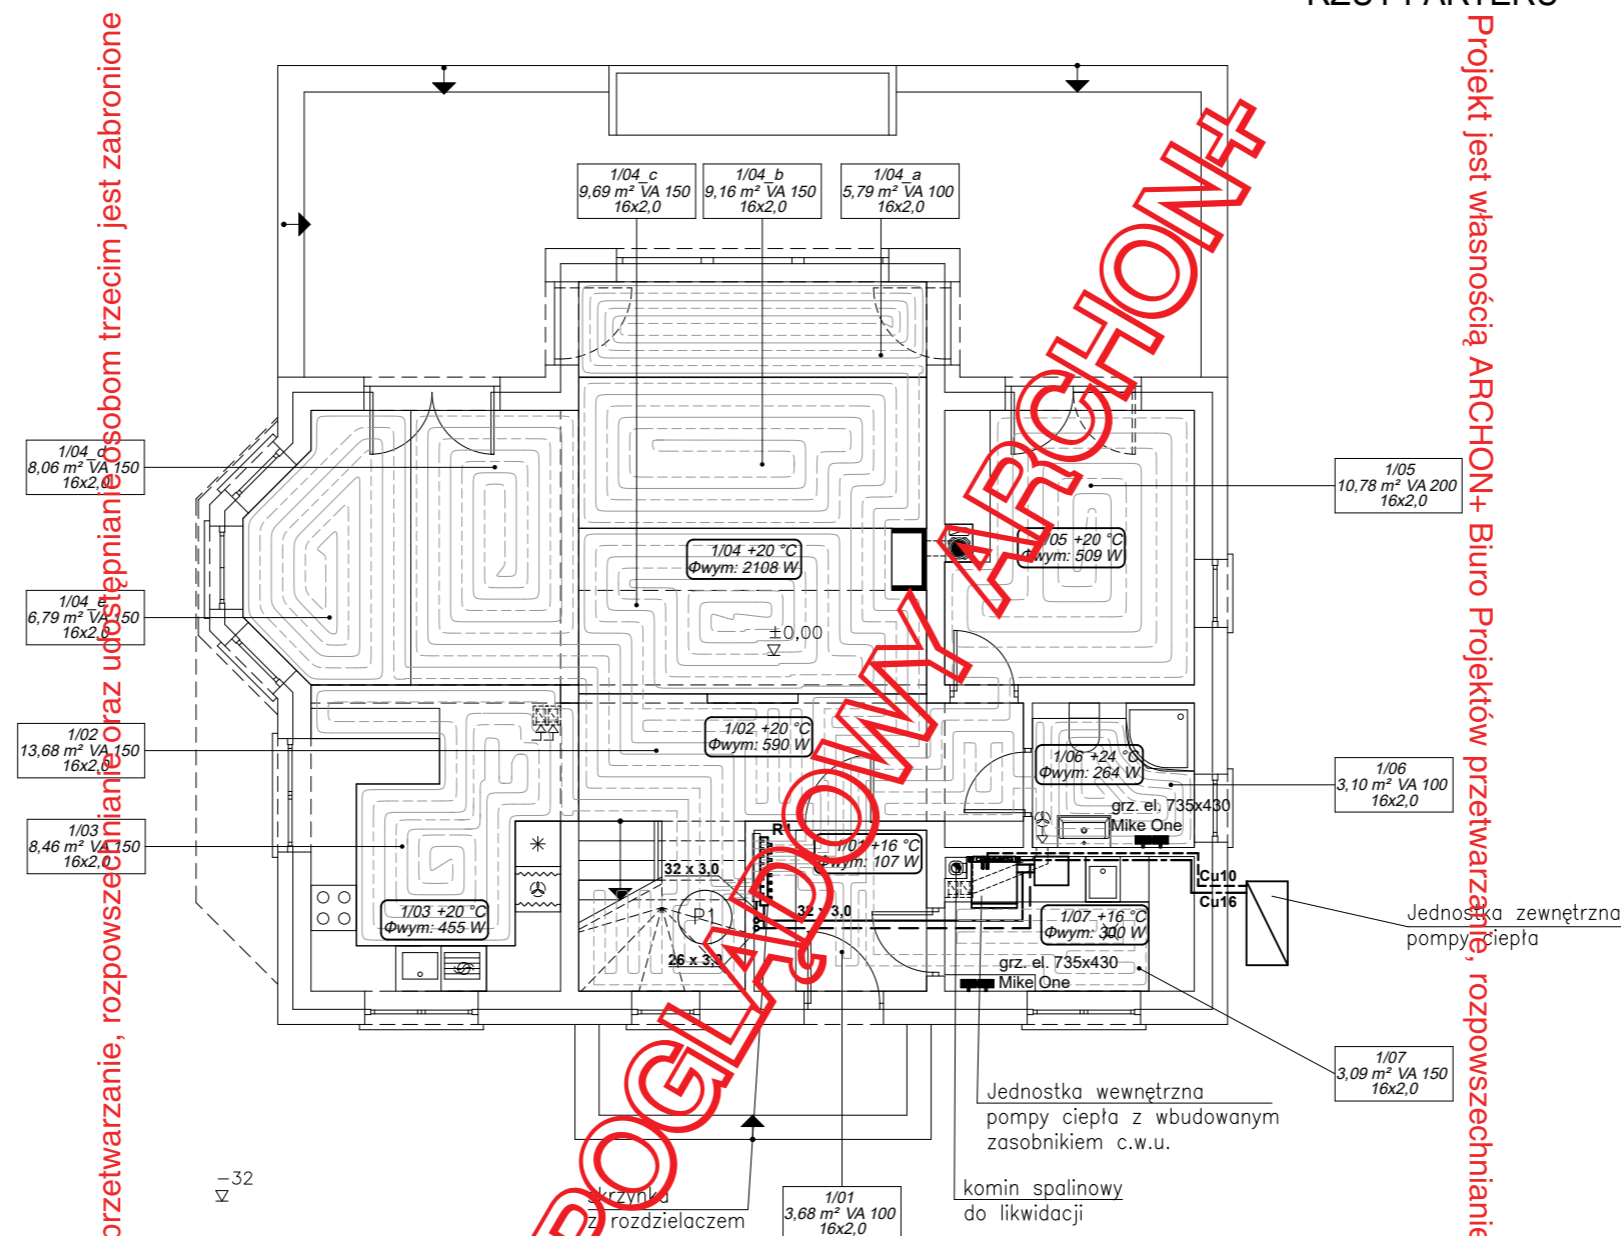 RZUT PARTERU
przetwarzanie, rozpowszechnianie oraz udostępnianie osobom trzecim jest zabronione
Projekt jest własnością ARCHON+ Biuro Projektów przetwarzanie, rozpowszechnianie
POGLĄDOWY ARCHON+
1/04_c
9,69 m² VA 150
16x2,0
1/04_b
9,16 m² VA 150
16x2,0
1/04_a
5,79 m² VA 100
16x2,0
1/04_d
8,06 m² VA 150
16x2,0
1/05
10,78 m² VA 200
16x2,0
1/04 +20 °C
Φwym: 2108 W
1/05 +20 °C
Φwym: 509 W
1/04_e
6,79 m² VA 150
16x2,0
±0,00
1/02
13,68 m² VA 150
16x2,0
1/02 +20 °C
Φwym: 590 W
1/06 +24 °C
Φwym: 264 W
1/06
3,10 m² VA 100
16x2,0
grz. el. 735x430
Mike One
1/03
8,46 m² VA 150
16x2,0
R1
1/01 +16 °C
Φwym: 107 W
32 x 3,0
Cu10
Cu16
P1
32 x 3,0
1/03 +20 °C
Φwym: 455 W
1/07 +16 °C
Φwym: 300 W
Jednostka zewnętrzna
pompy ciepła
26 x 3,0
grz. el. 735x430
Mike One
1/07
3,09 m² VA 150
16x2,0
Jednostka wewnętrzna
pompy ciepła z wbudowanym
zasobnikiem c.w.u.
-32
skrzynka
z rozdzielaczem
1/01
3,68 m² VA 100
16x2,0
komin spalinowy
do likwidacji